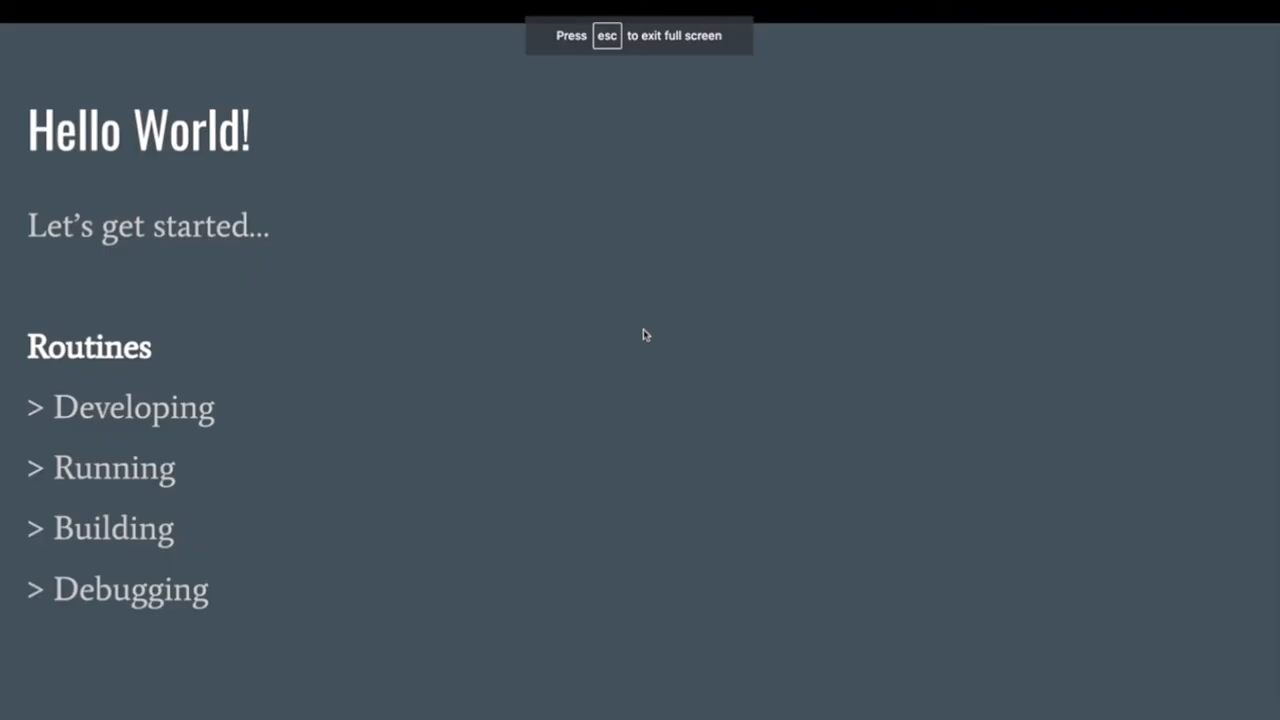 Press esc to exit full screen
Hello World!
Let’s get started...
Routines
> Developing
> Running
> Building
> Debugging